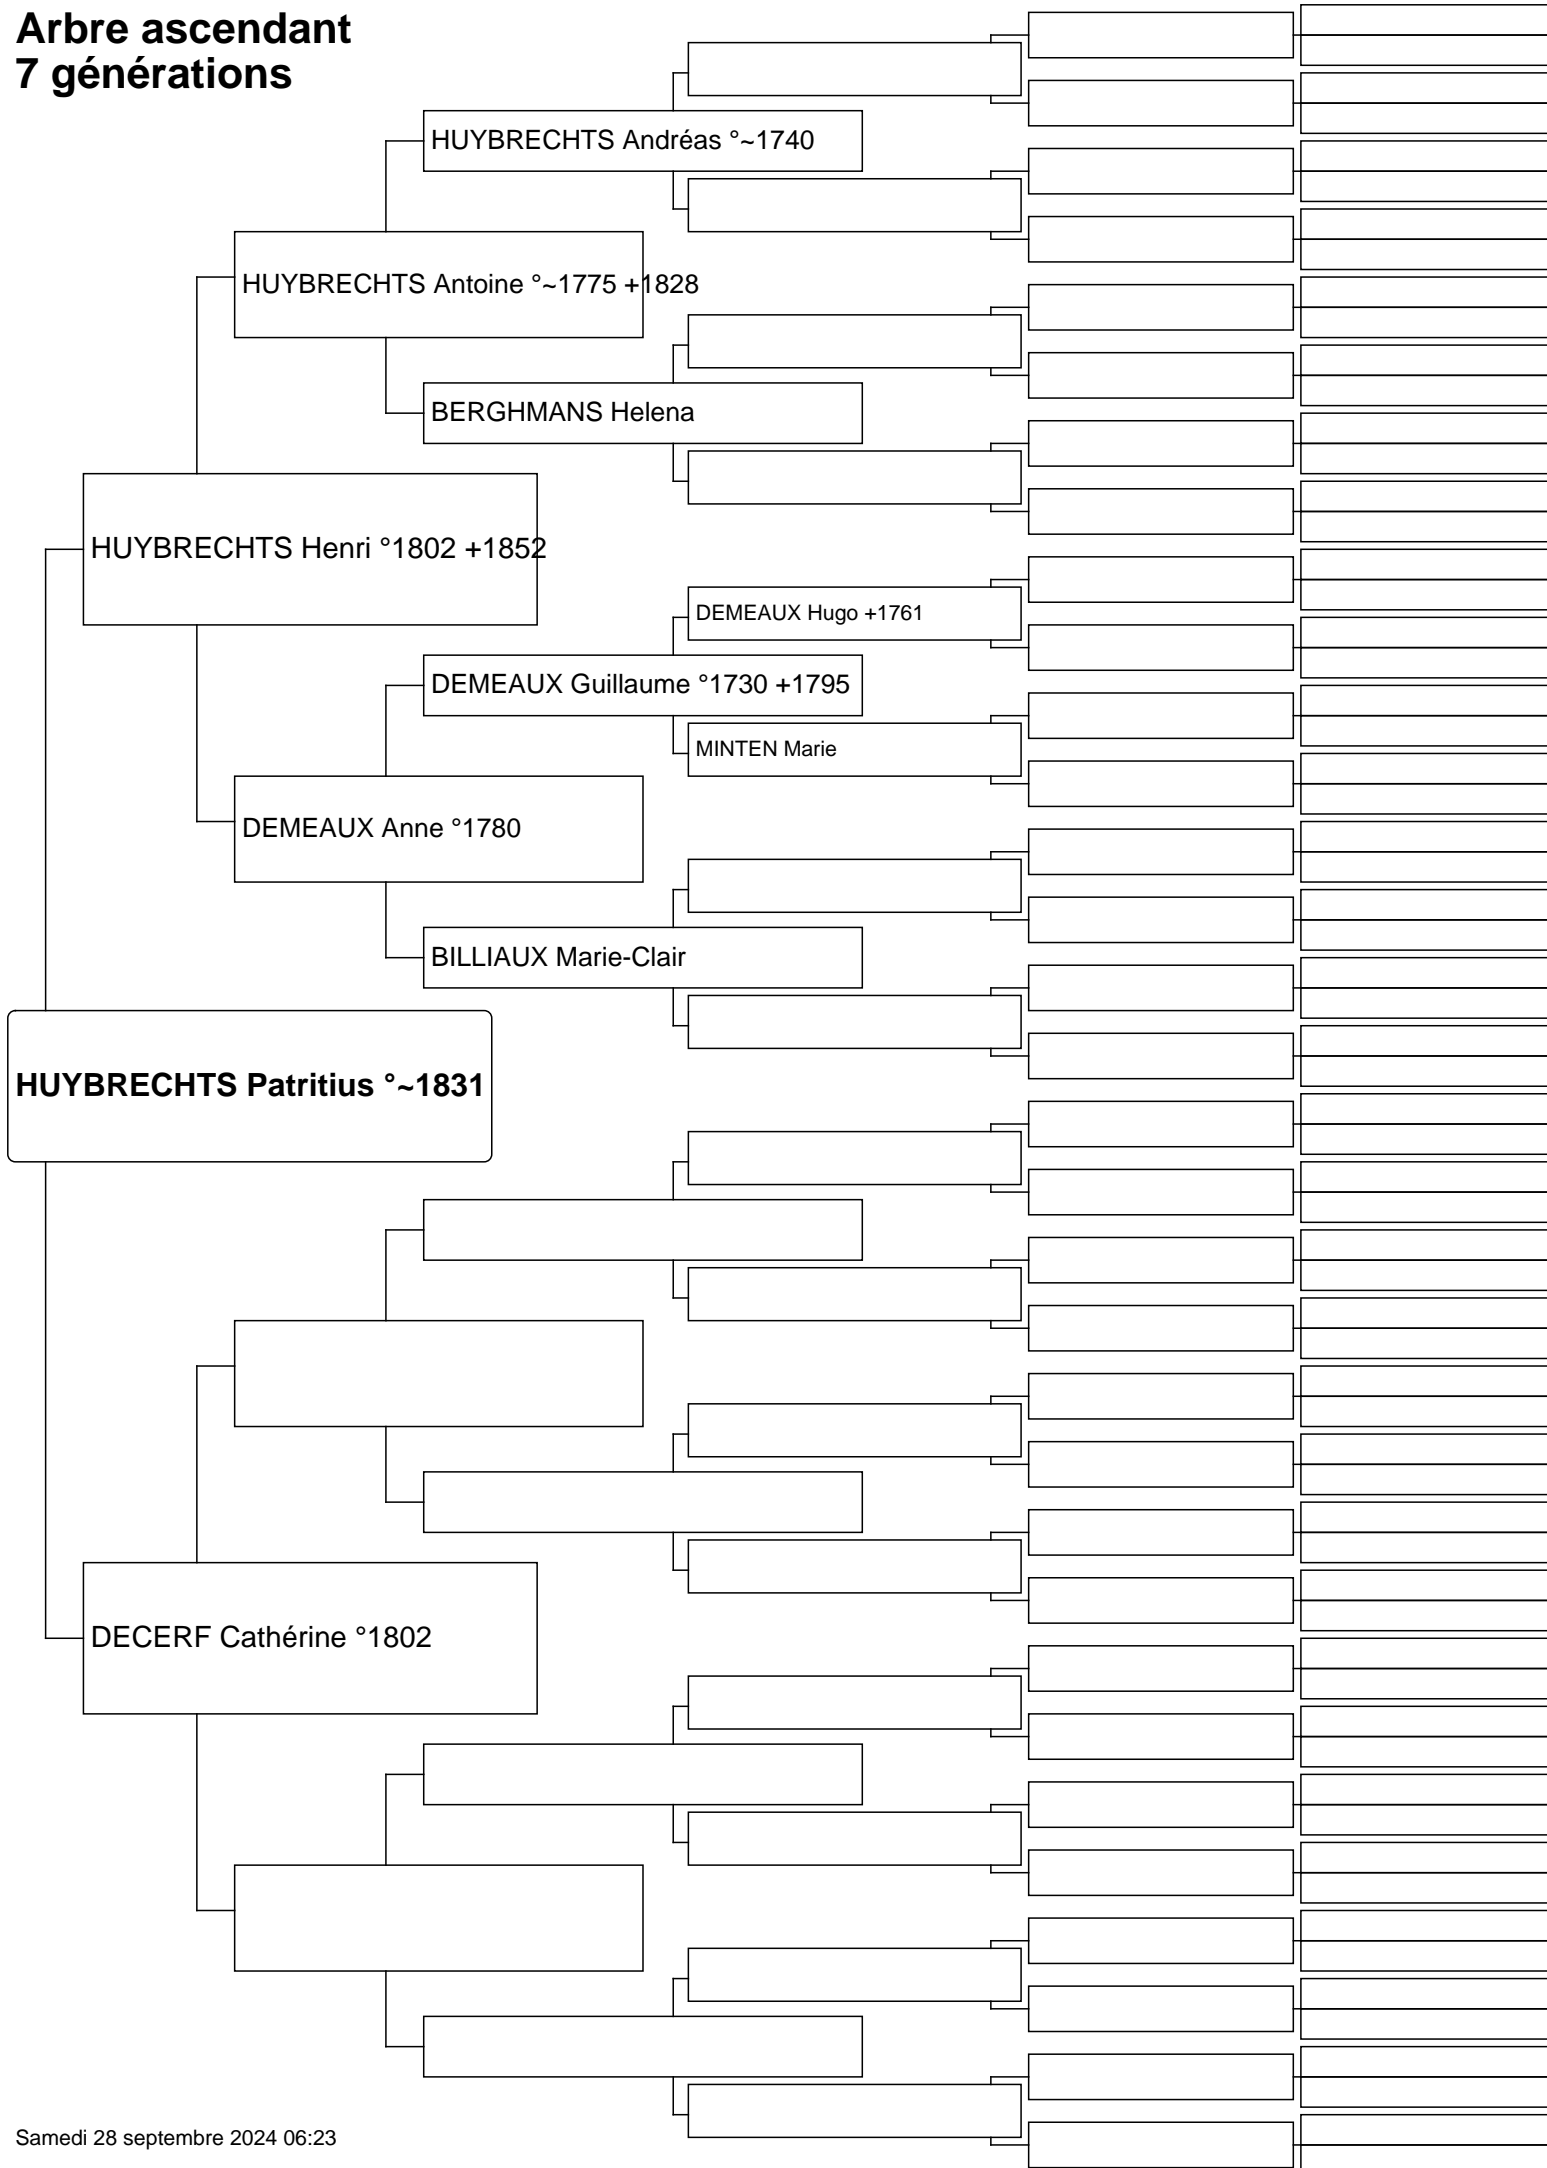 Arbre ascendant
7 générations
HUYBRECHTS Andréas °~1740
HUYBRECHTS Antoine °~1775 +1828
BERGHMANS Helena
HUYBRECHTS Henri °1802 +1852
DEMEAUX Hugo +1761
DEMEAUX Guillaume °1730 +1795
MINTEN Marie
DEMEAUX Anne °1780
BILLIAUX Marie-Clair
HUYBRECHTS Patritius °~1831
DECERF Cathérine °1802
Samedi 28 septembre 2024 06:23